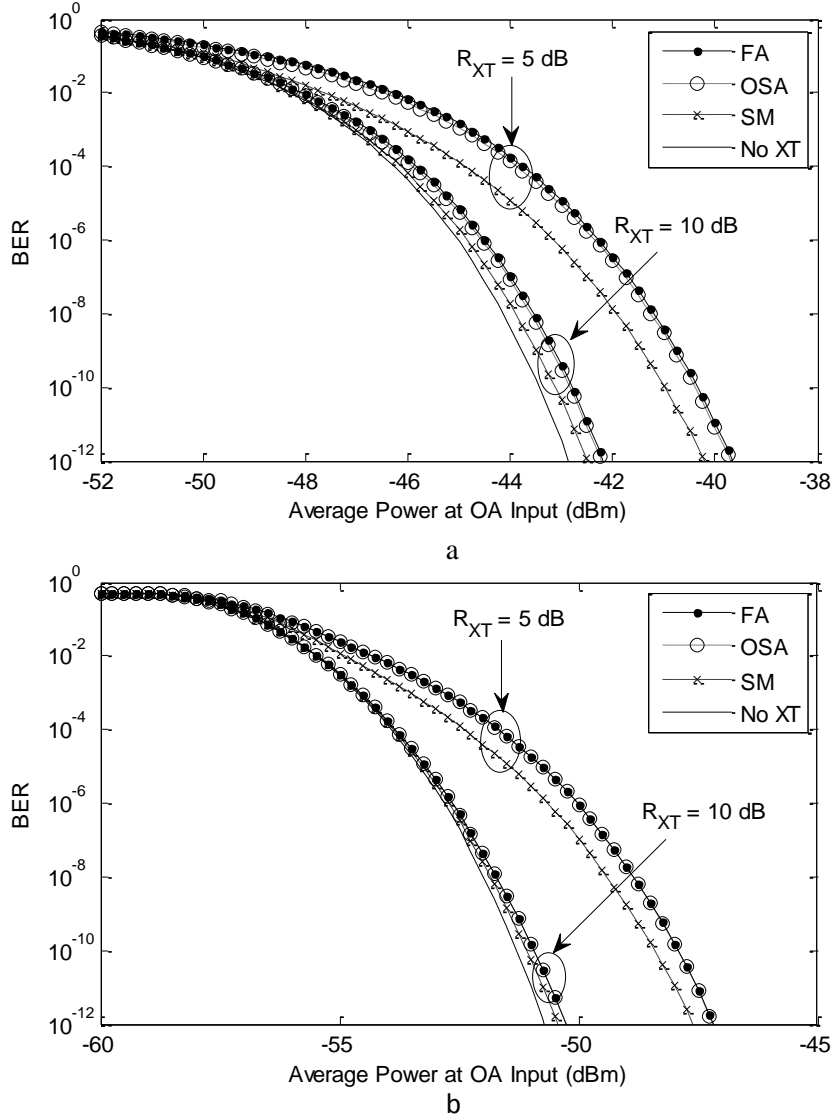 10^0
10^-2
10^-4
10^-6
10^-8
10^-10
10^-12
BER
R_XT = 5 dB
R_XT = 10 dB
FA
OSA
SM
No XT
-52 -50 -48 -46 -44 -42 -40 -38
Average Power at OA Input (dBm)
a
10^0
10^-2
10^-4
10^-6
10^-8
10^-10
10^-12
BER
R_XT = 5 dB
R_XT = 10 dB
FA
OSA
SM
No XT
-60 -55 -50 -45
Average Power at OA Input (dBm)
b